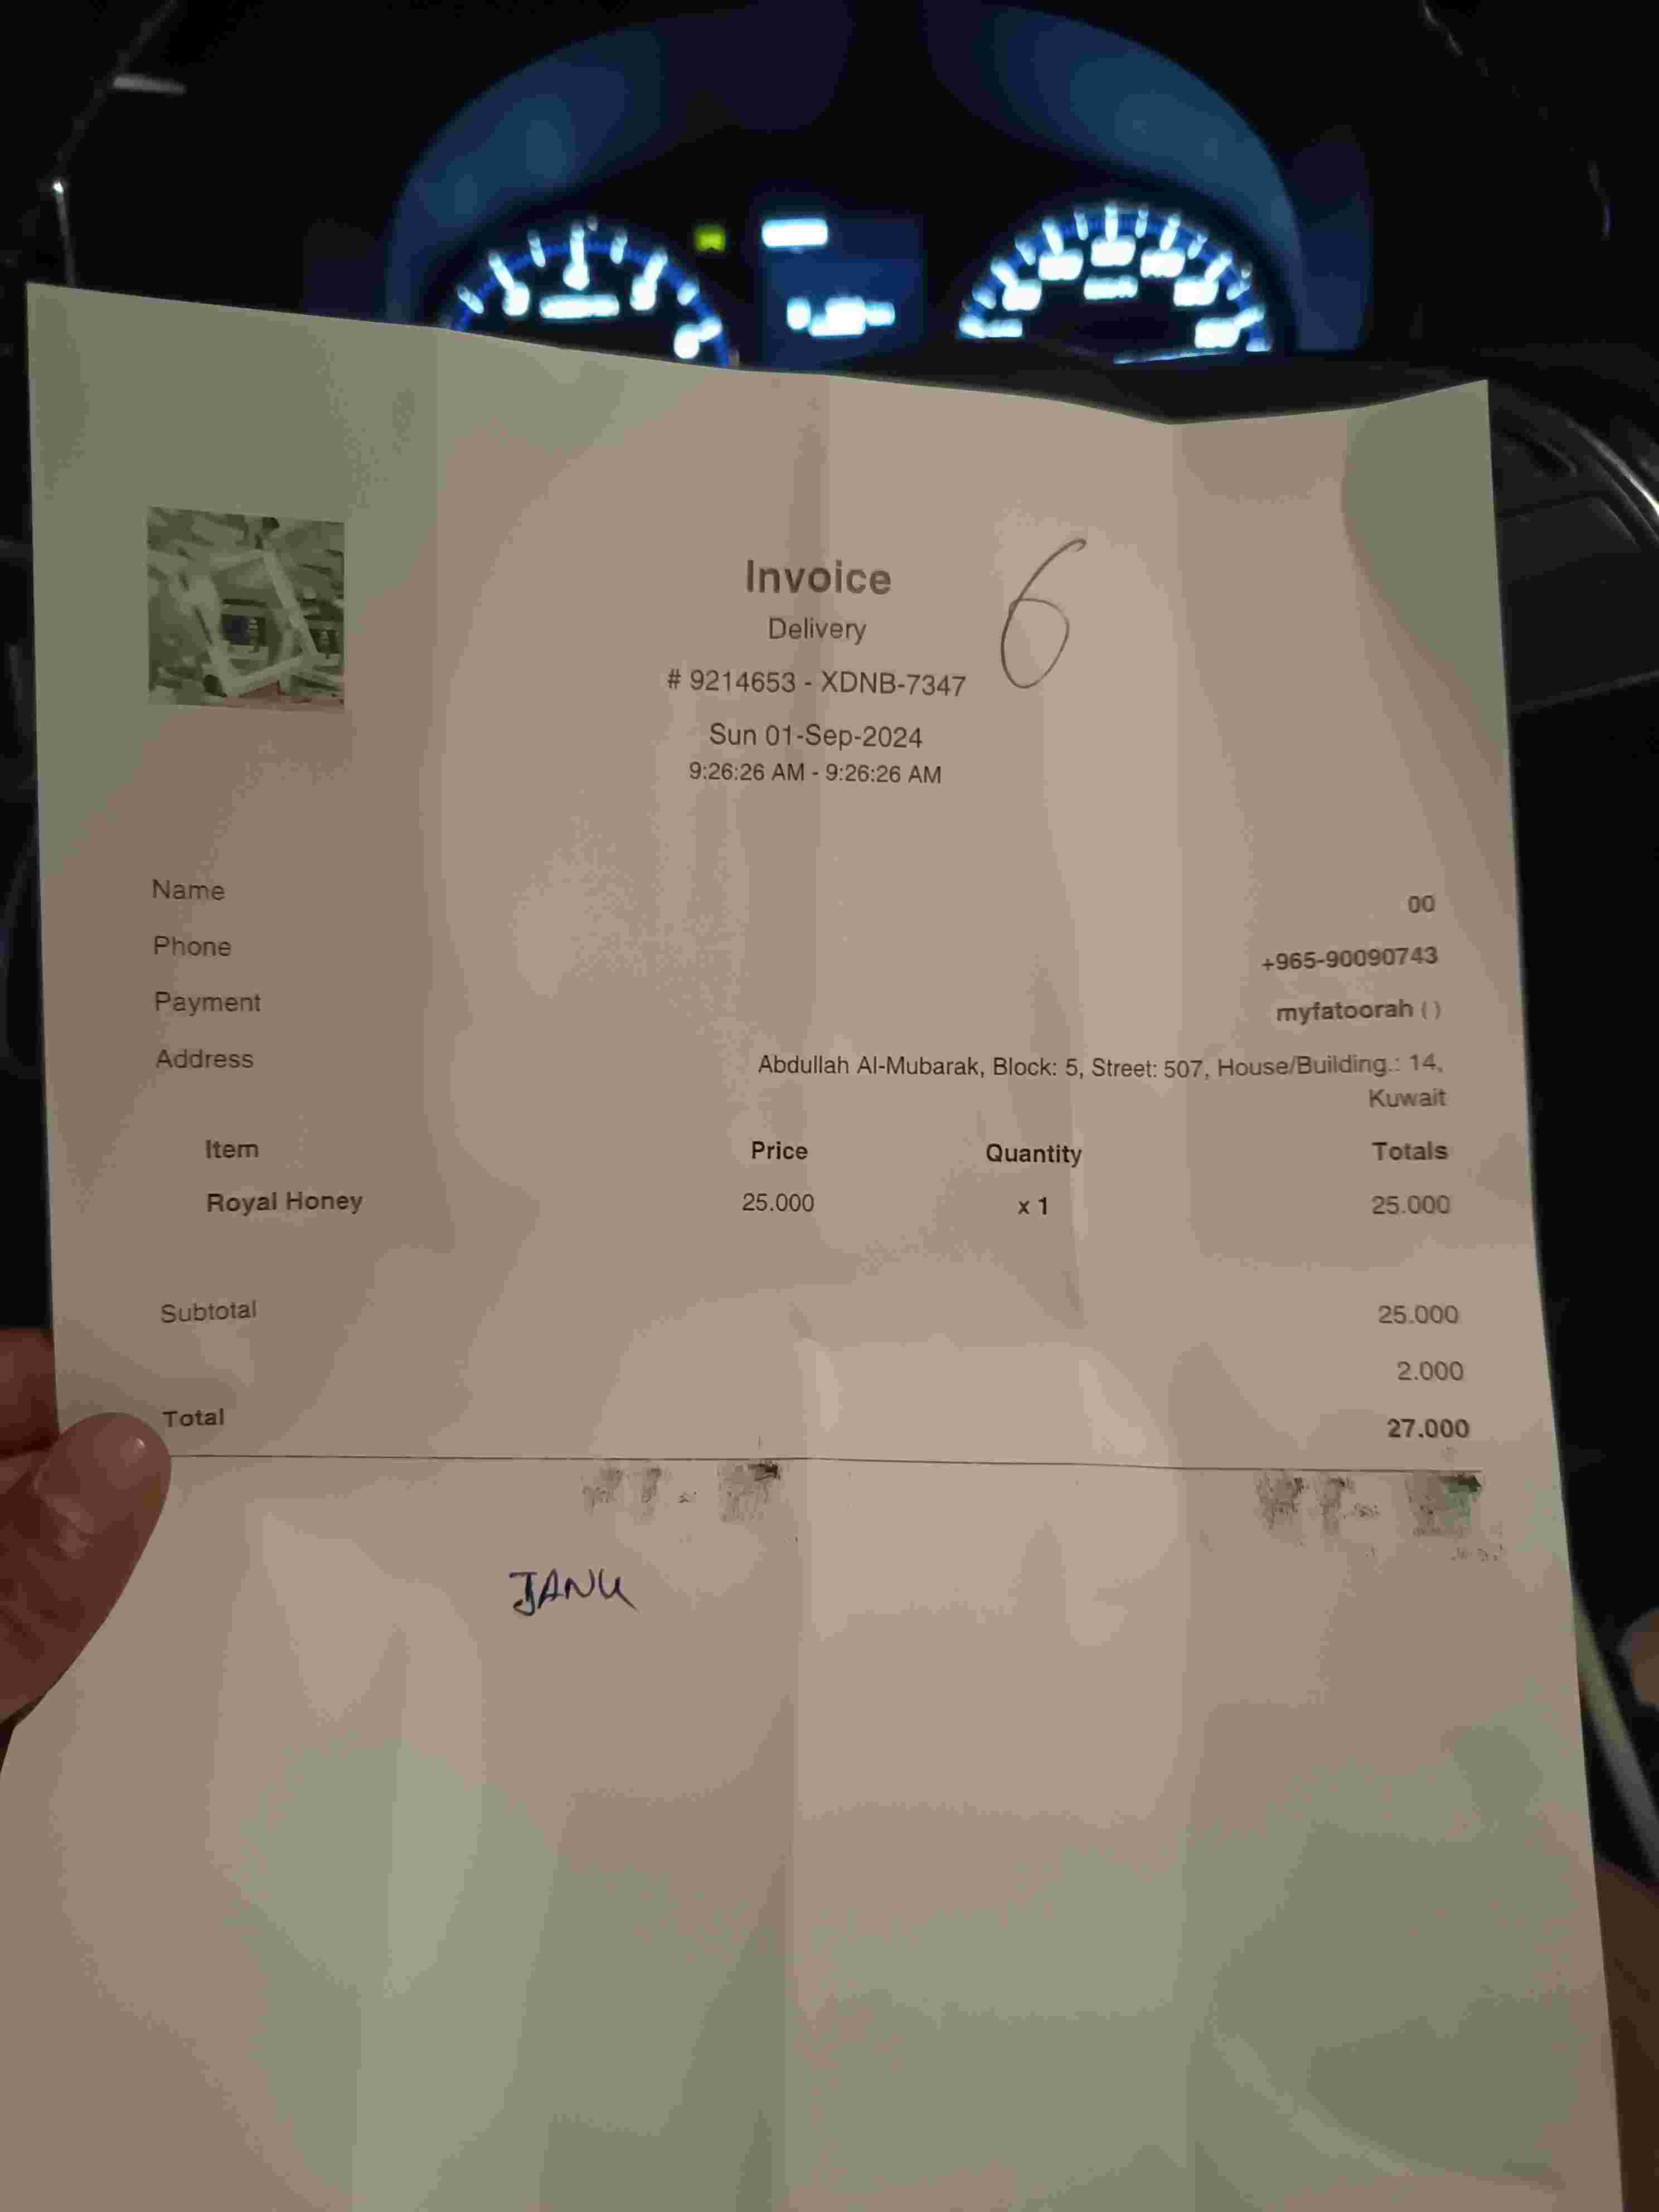 Invoice
6
Delivery
# 9214653 - XDNB-7347
Sun 01-Sep-2024
9:26:26 AM - 9:26:26 AM
Name 00
Phone +965-90090743
Payment myfatoorah ( )
Address Abdullah Al-Mubarak, Block: 5, Street: 507, House/Building.: 14,
Kuwait
Item Price Quantity Totals
Royal Honey 25.000 x 1 25.000
Subtotal 25.000
2.000
Total 27.000